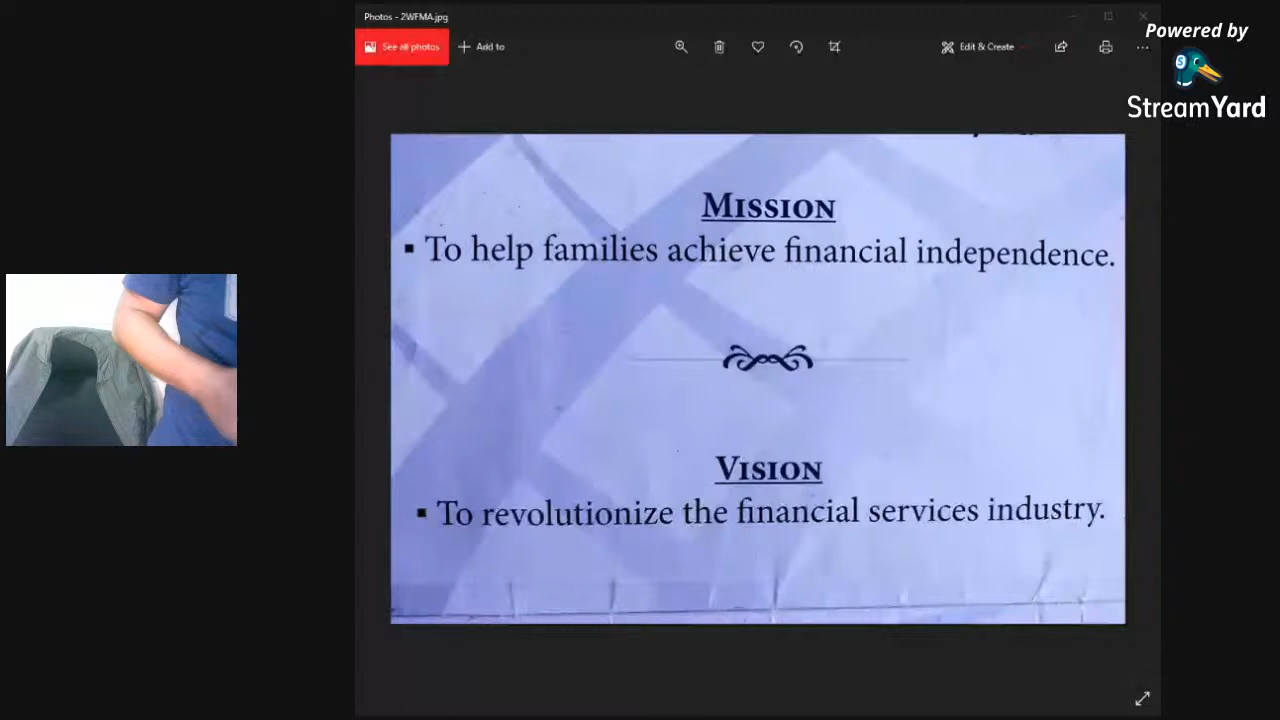 Photos - 2WFMA.jpg
See all photos
Add to
Edit & Create
Powered by
StreamYard
MISSION
▪ To help families achieve financial independence.
VISION
▪ To revolutionize the financial services industry.